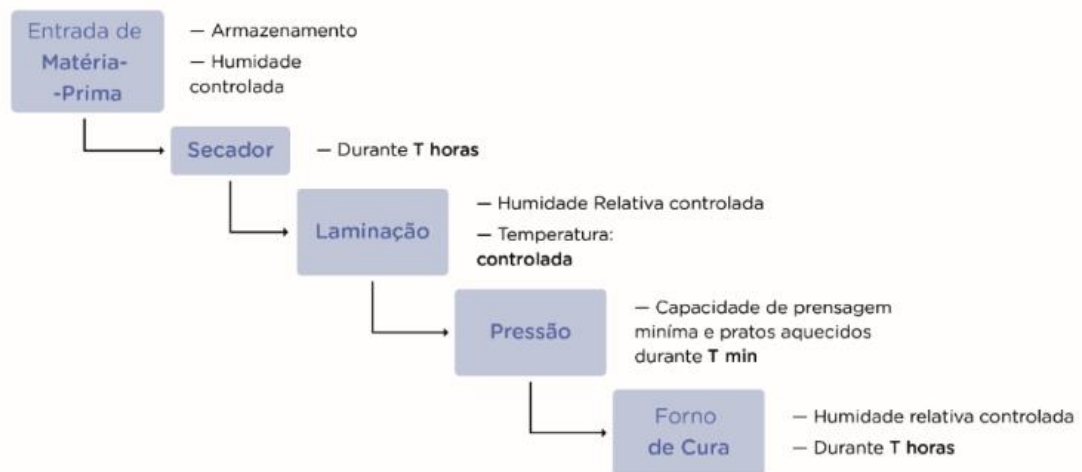 Entrada de
Matéria-
-Prima
— Armazenamento
— Humidade
controlada
Secador
— Durante T horas
Laminação
— Humidade Relativa controlada
— Temperatura:
controlada
Pressão
— Capacidade de prensagem
miníma e pratos aquecidos
durante T min
Forno
de Cura
— Humidade relativa controlada
— Durante T horas